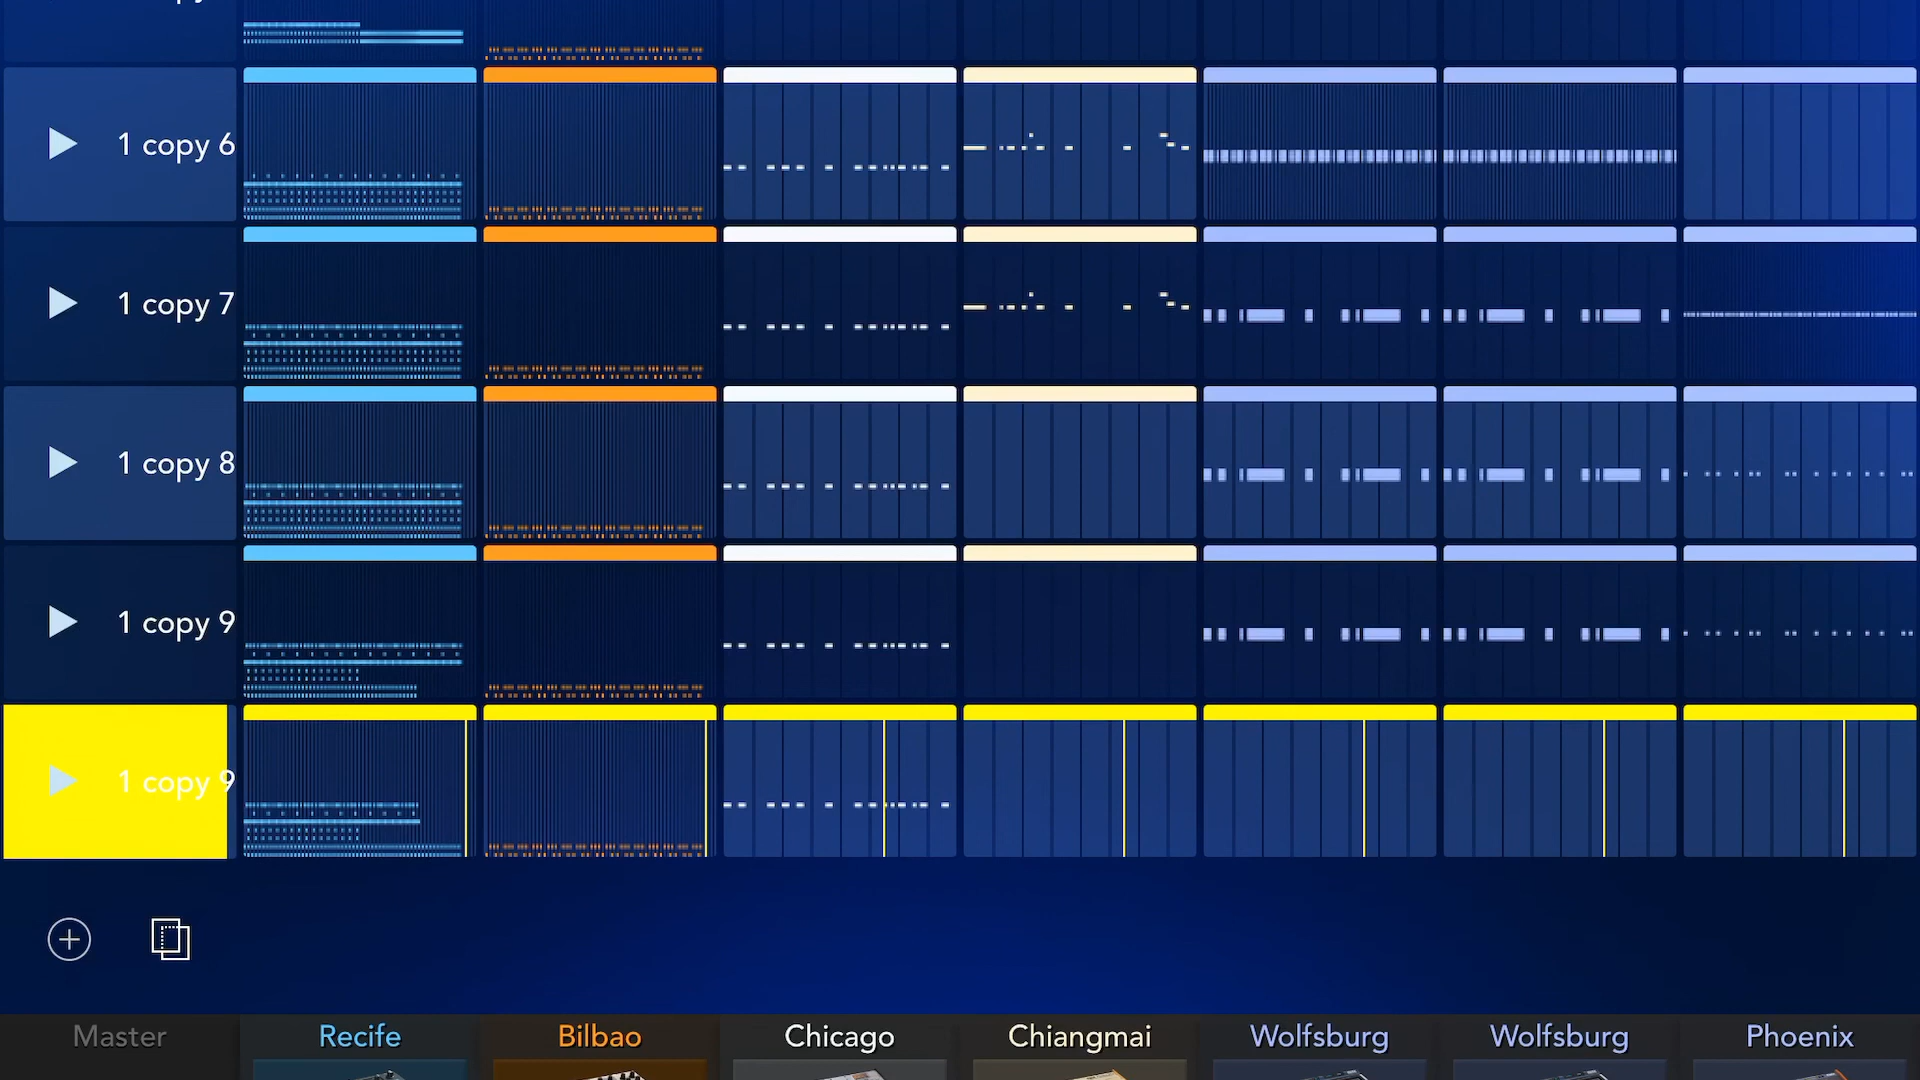 1 copy 6
1 copy 7
1 copy 8
1 copy 9
1 copy 9
Master
Recife
Bilbao
Chicago
Chiangmai
Wolfsburg
Wolfsburg
Phoenix